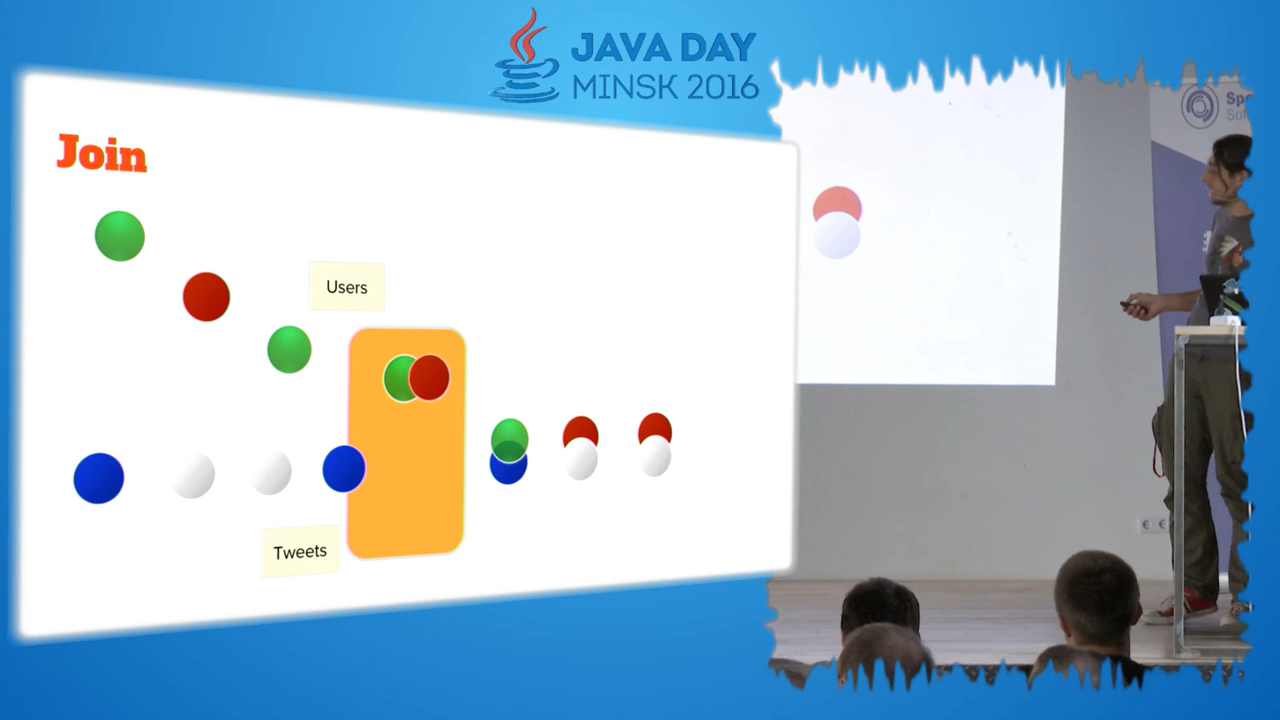 JAVA DAY
MINSK 2016
Join
Users
Tweets